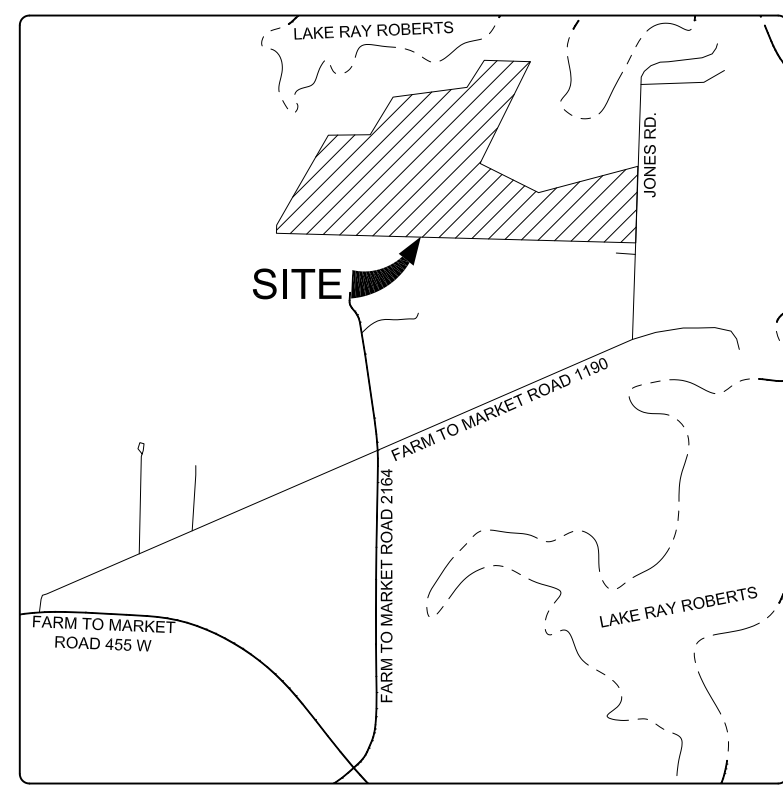 LAKE RAY ROBERTS
JONES RD.
SITE
FARM TO MARKET ROAD 1190
FARM TO MARKET ROAD 2164
LAKE RAY ROBERTS
FARM TO MARKET
ROAD 455 W